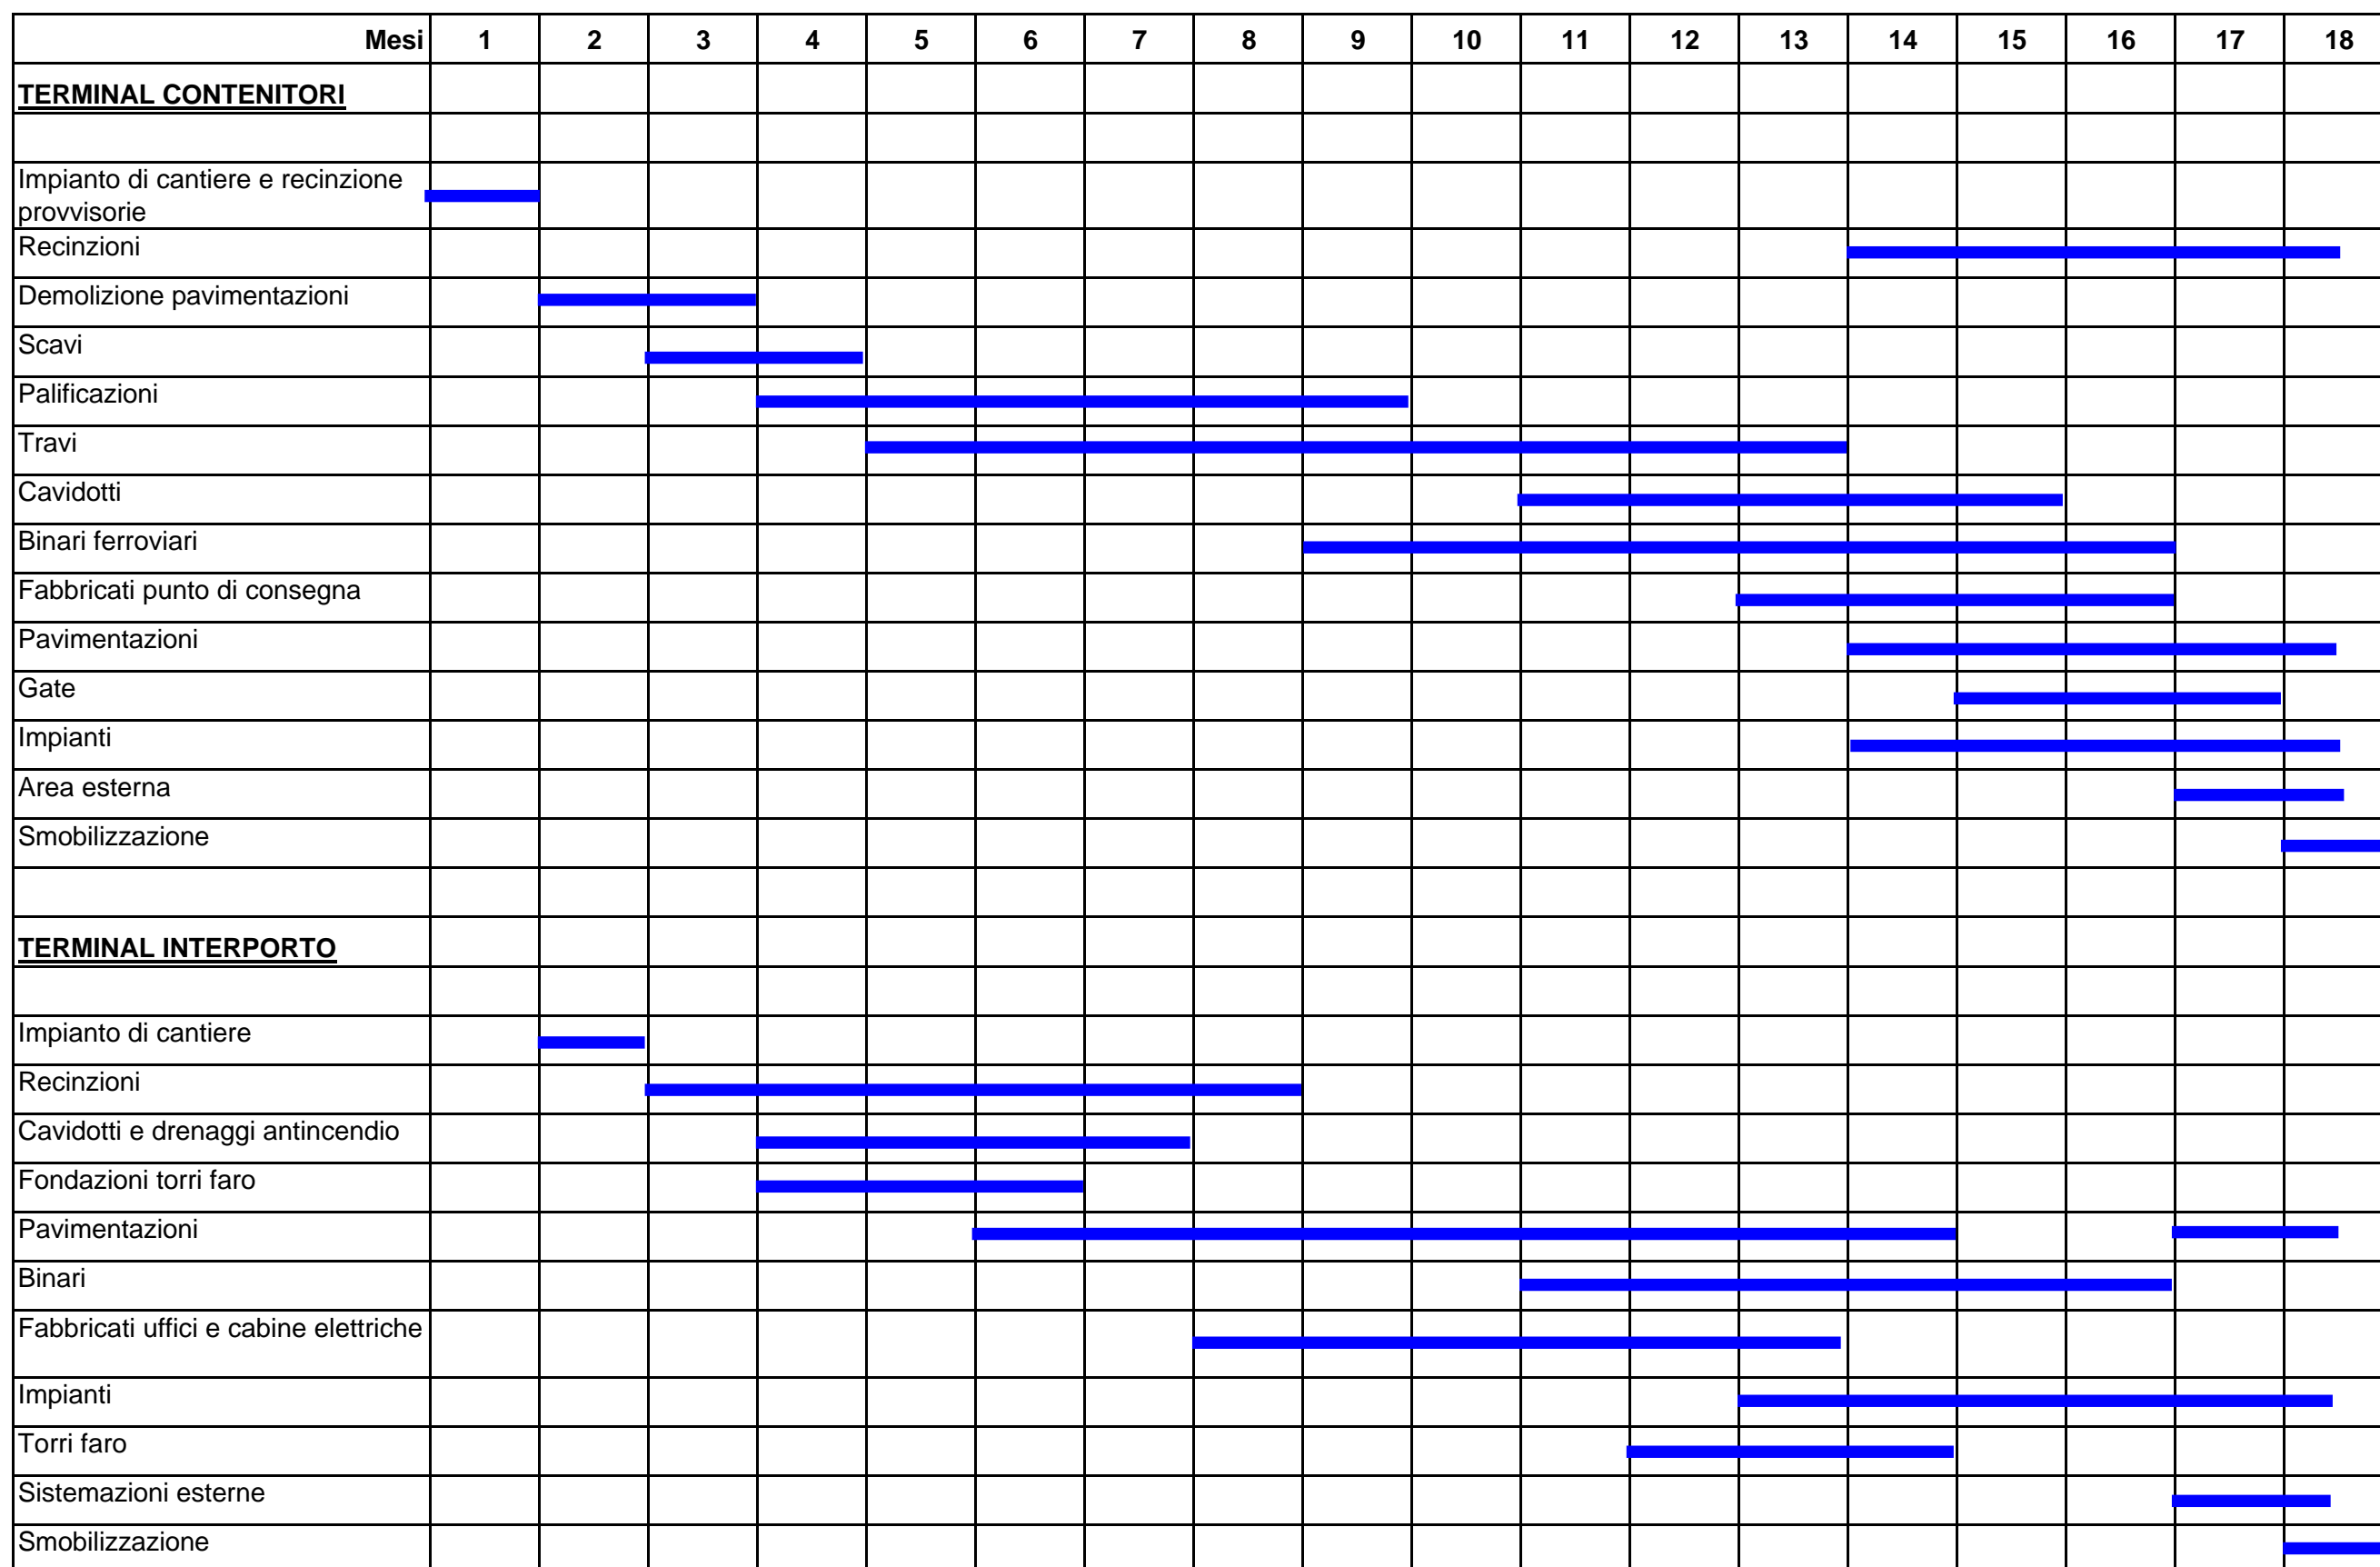 Mesi 1 2 3 4 5 6 7 8 9 10 11 12 13 14 15 16 17 18
TERMINAL CONTENITORI
Impianto di cantiere e recinzione
provvisorie
Recinzioni
Demolizione pavimentazioni
Scavi
Palificazioni
Travi
Cavidotti
Binari ferroviari
Fabbricati punto di consegna
Pavimentazioni
Gate
Impianti
Area esterna
Smobilizzazione
TERMINAL INTERPORTO
Impianto di cantiere
Recinzioni
Cavidotti e drenaggi antincendio
Fondazioni torri faro
Pavimentazioni
Binari
Fabbricati uffici e cabine elettriche
Impianti
Torri faro
Sistemazioni esterne
Smobilizzazione